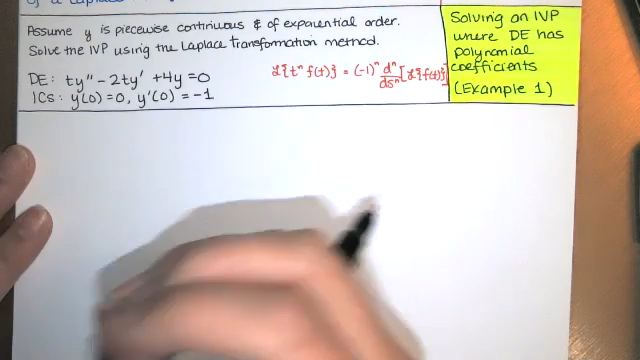 of a Laplace
Assume y is piecewise continuous & of exponential order.
Solve the IVP using the Laplace Transformation method.
DE: ty'' - 2ty' + 4y = 0
ICs: y(0) = 0, y'(0) = -1
ℒ{tⁿ f(t)} = (-1)ⁿ dⁿ/dsⁿ [ℒ{f(t)}]
Solving an IVP
where DE has
polynomial
coefficients
(Example 1)